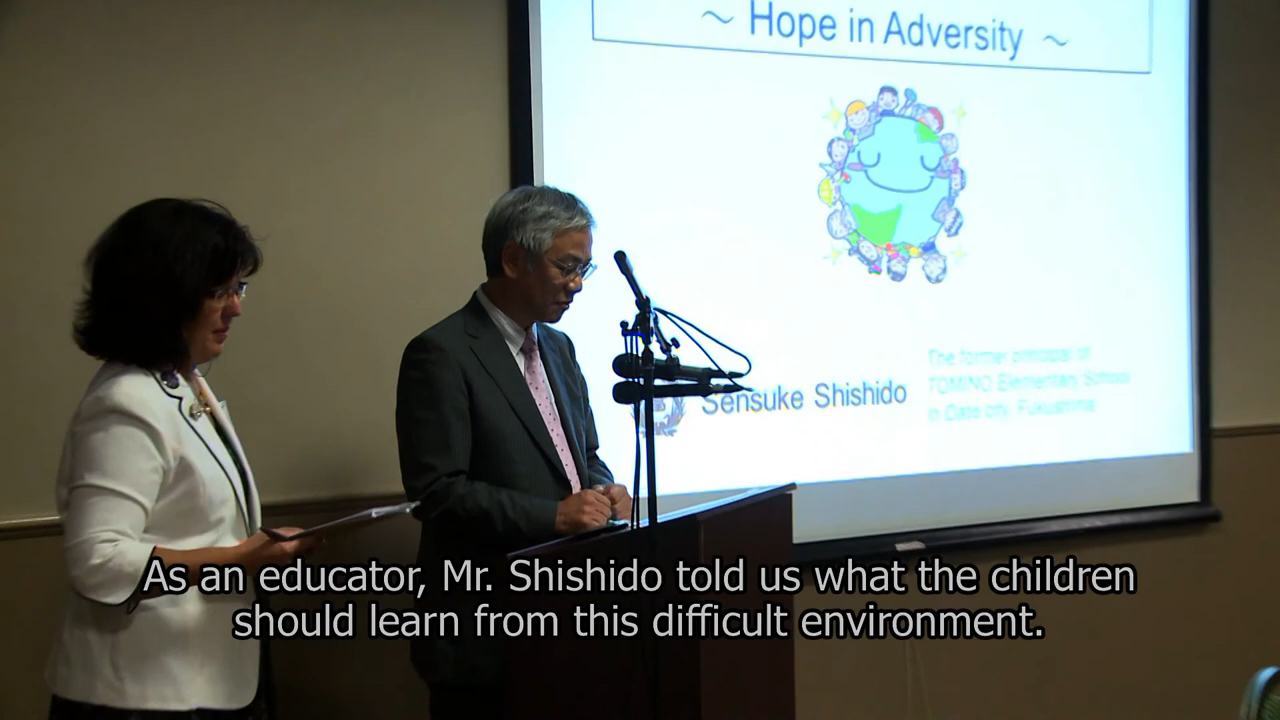 ～ Hope in Adversity ～
Sensuke Shishido
The former principal of
TOMINO Elementary School
in Date city, Fukushima
As an educator, Mr. Shishido told us what the children
should learn from this difficult environment.